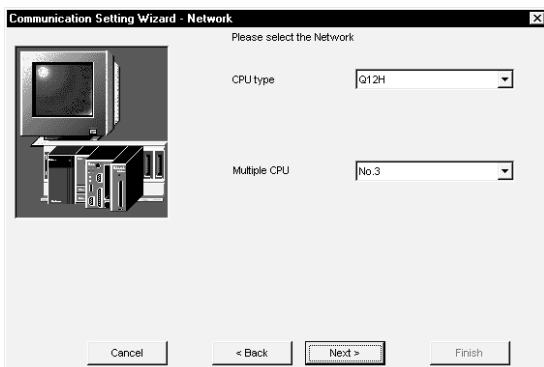 Communication Setting Wizard - Network
Please select the Network
CPU type
Q12H
Multiple CPU
No.3
Cancel
< Back
Next >
Finish